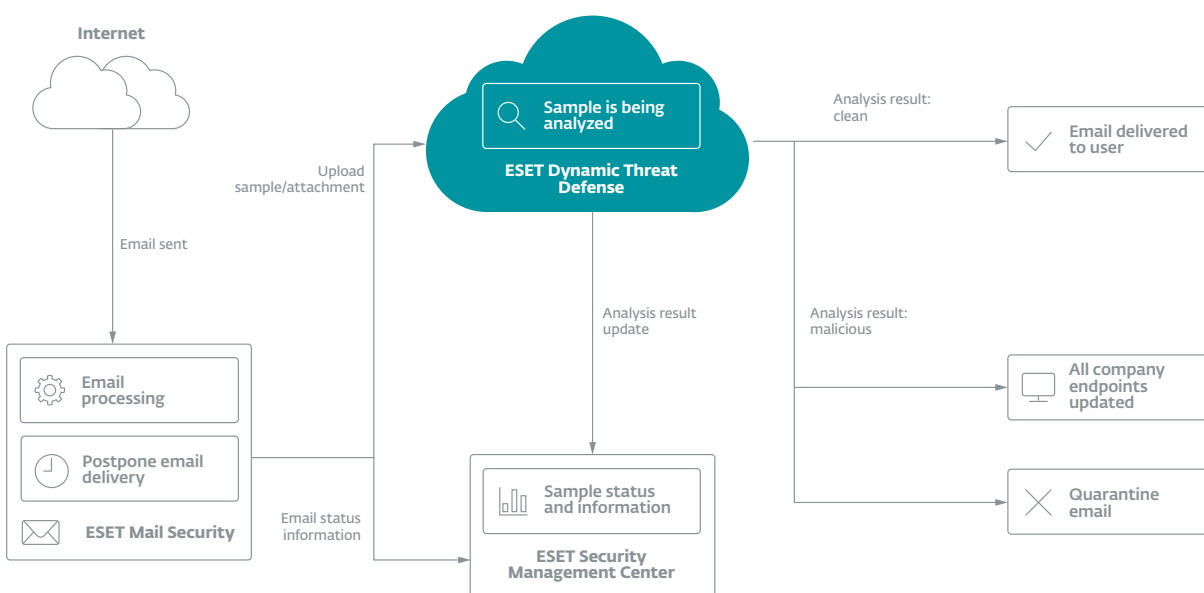 Internet
Email sent
Email
processing
Postpone email
delivery
ESET Mail Security
Upload
sample/attachment
Email status
information
Sample is being
analyzed
ESET Dynamic Threat
Defense
Analysis result
update
Sample status
and information
ESET Security
Management Center
Analysis result:
clean
Email delivered
to user
Analysis result:
malicious
All company
endpoints
updated
Quarantine
email